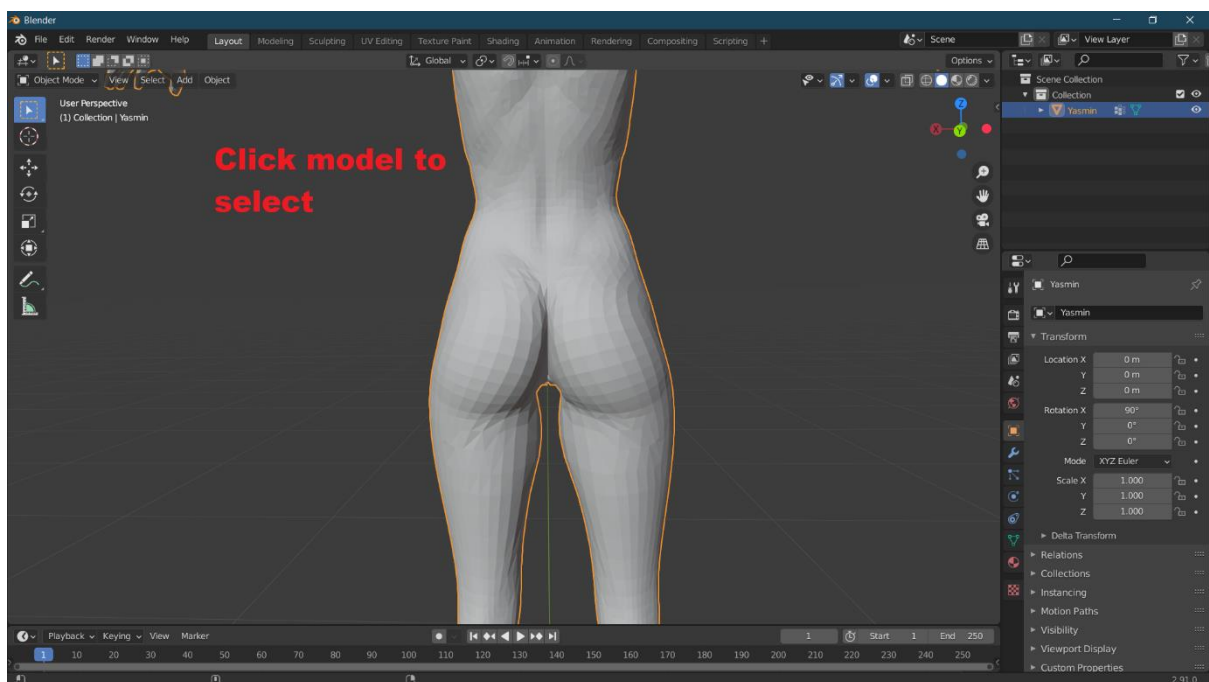 Blender
File Edit Render Window Help Layout Modeling Sculpting UV Editing Texture Paint Shading Animation Rendering Compositing Scripting + Scene View Layer
Global Options
Object Mode View Select Add Object
User Perspective
(1) Collection | Yasmin
Click model to
select
Z
X
Y
Scene Collection
Collection
Yasmin
Yasmin
Yasmin
Transform
Location X 0 m
Y 0 m
Z 0 m
Rotation X 90°
Y 0°
Z 0°
Mode XYZ Euler
Scale X 1.000
Y 1.000
Z 1.000
Delta Transform
Relations
Collections
Instancing
Motion Paths
Visibility
Viewport Display
Custom Properties
Playback Keying View Marker 1 Start 1 End 250
1 10 20 30 40 50 60 70 80 90 100 110 120 130 140 150 160 170 180 190 200 210 220 230 240 250
2.91.0